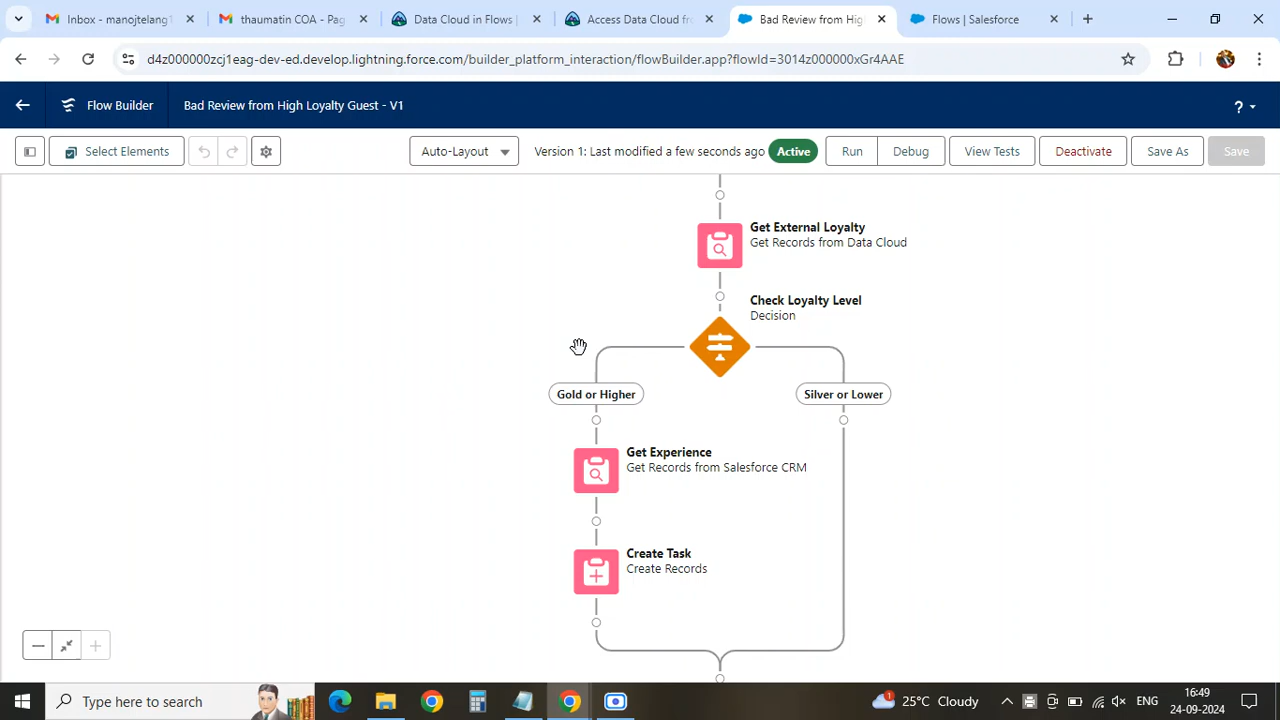 Inbox - manojtelang1
thaumatin COA - Pag
Data Cloud in Flows |
Access Data Cloud fro
Bad Review from Hig
Flows | Salesforce
d4z000000zcj1eag-dev-ed.develop.lightning.force.com/builder_platform_interaction/flowBuilder.app?flowId=3014z000000xGr4AAE
Flow Builder
Bad Review from High Loyalty Guest - V1
?
Select Elements
Auto-Layout
Version 1: Last modified a few seconds ago
Active
Run
Debug
View Tests
Deactivate
Save As
Save
Get External Loyalty
Get Records from Data Cloud
Check Loyalty Level
Decision
Gold or Higher
Silver or Lower
Get Experience
Get Records from Salesforce CRM
Create Task
Create Records
Type here to search
1
25°C Cloudy
ENG
16:49
24-09-2024